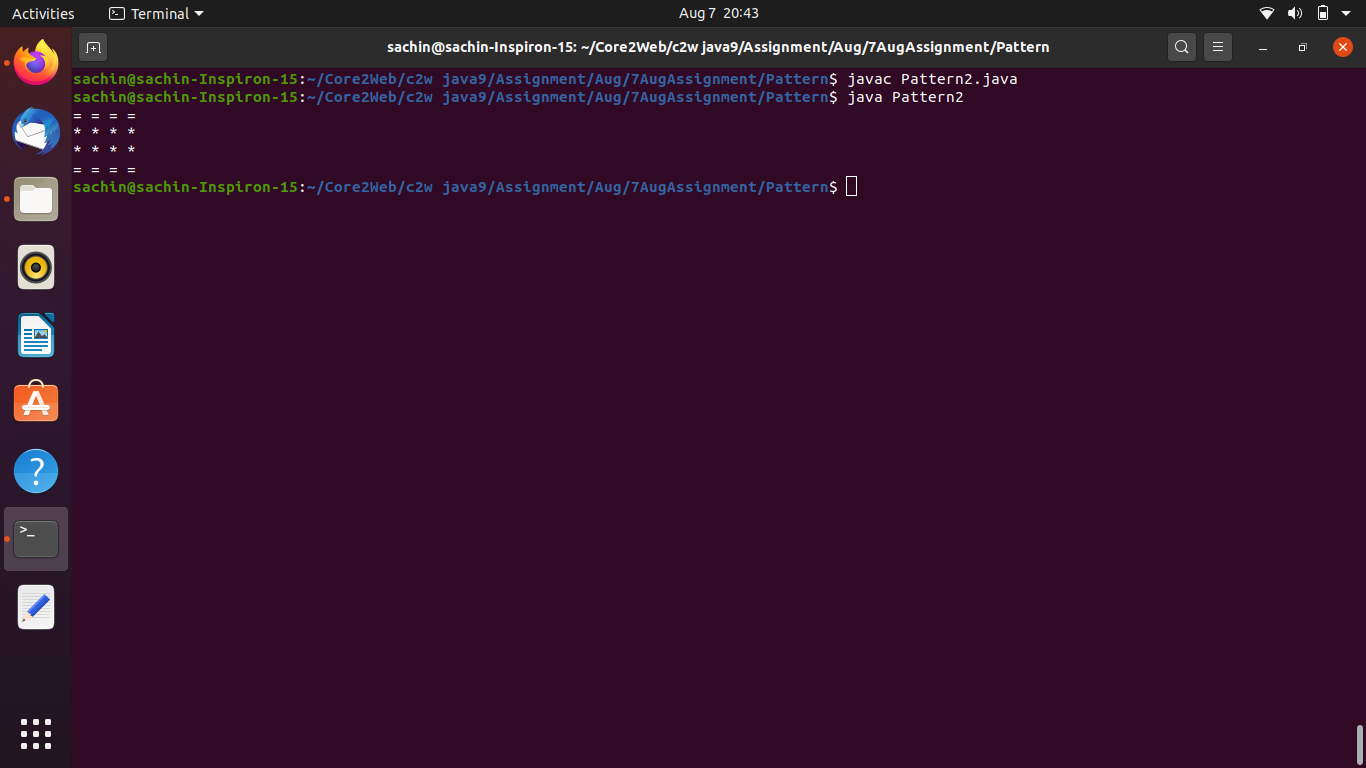 Activities Terminal Aug 7 20:43
sachin@sachin-Inspiron-15: ~/Core2Web/c2w java9/Assignment/Aug/7AugAssignment/Pattern
sachin@sachin-Inspiron-15:~/Core2Web/c2w java9/Assignment/Aug/7AugAssignment/Pattern$ javac Pattern2.java
sachin@sachin-Inspiron-15:~/Core2Web/c2w java9/Assignment/Aug/7AugAssignment/Pattern$ java Pattern2
= = = =
* * * *
* * * *
= = = =
sachin@sachin-Inspiron-15:~/Core2Web/c2w java9/Assignment/Aug/7AugAssignment/Pattern$